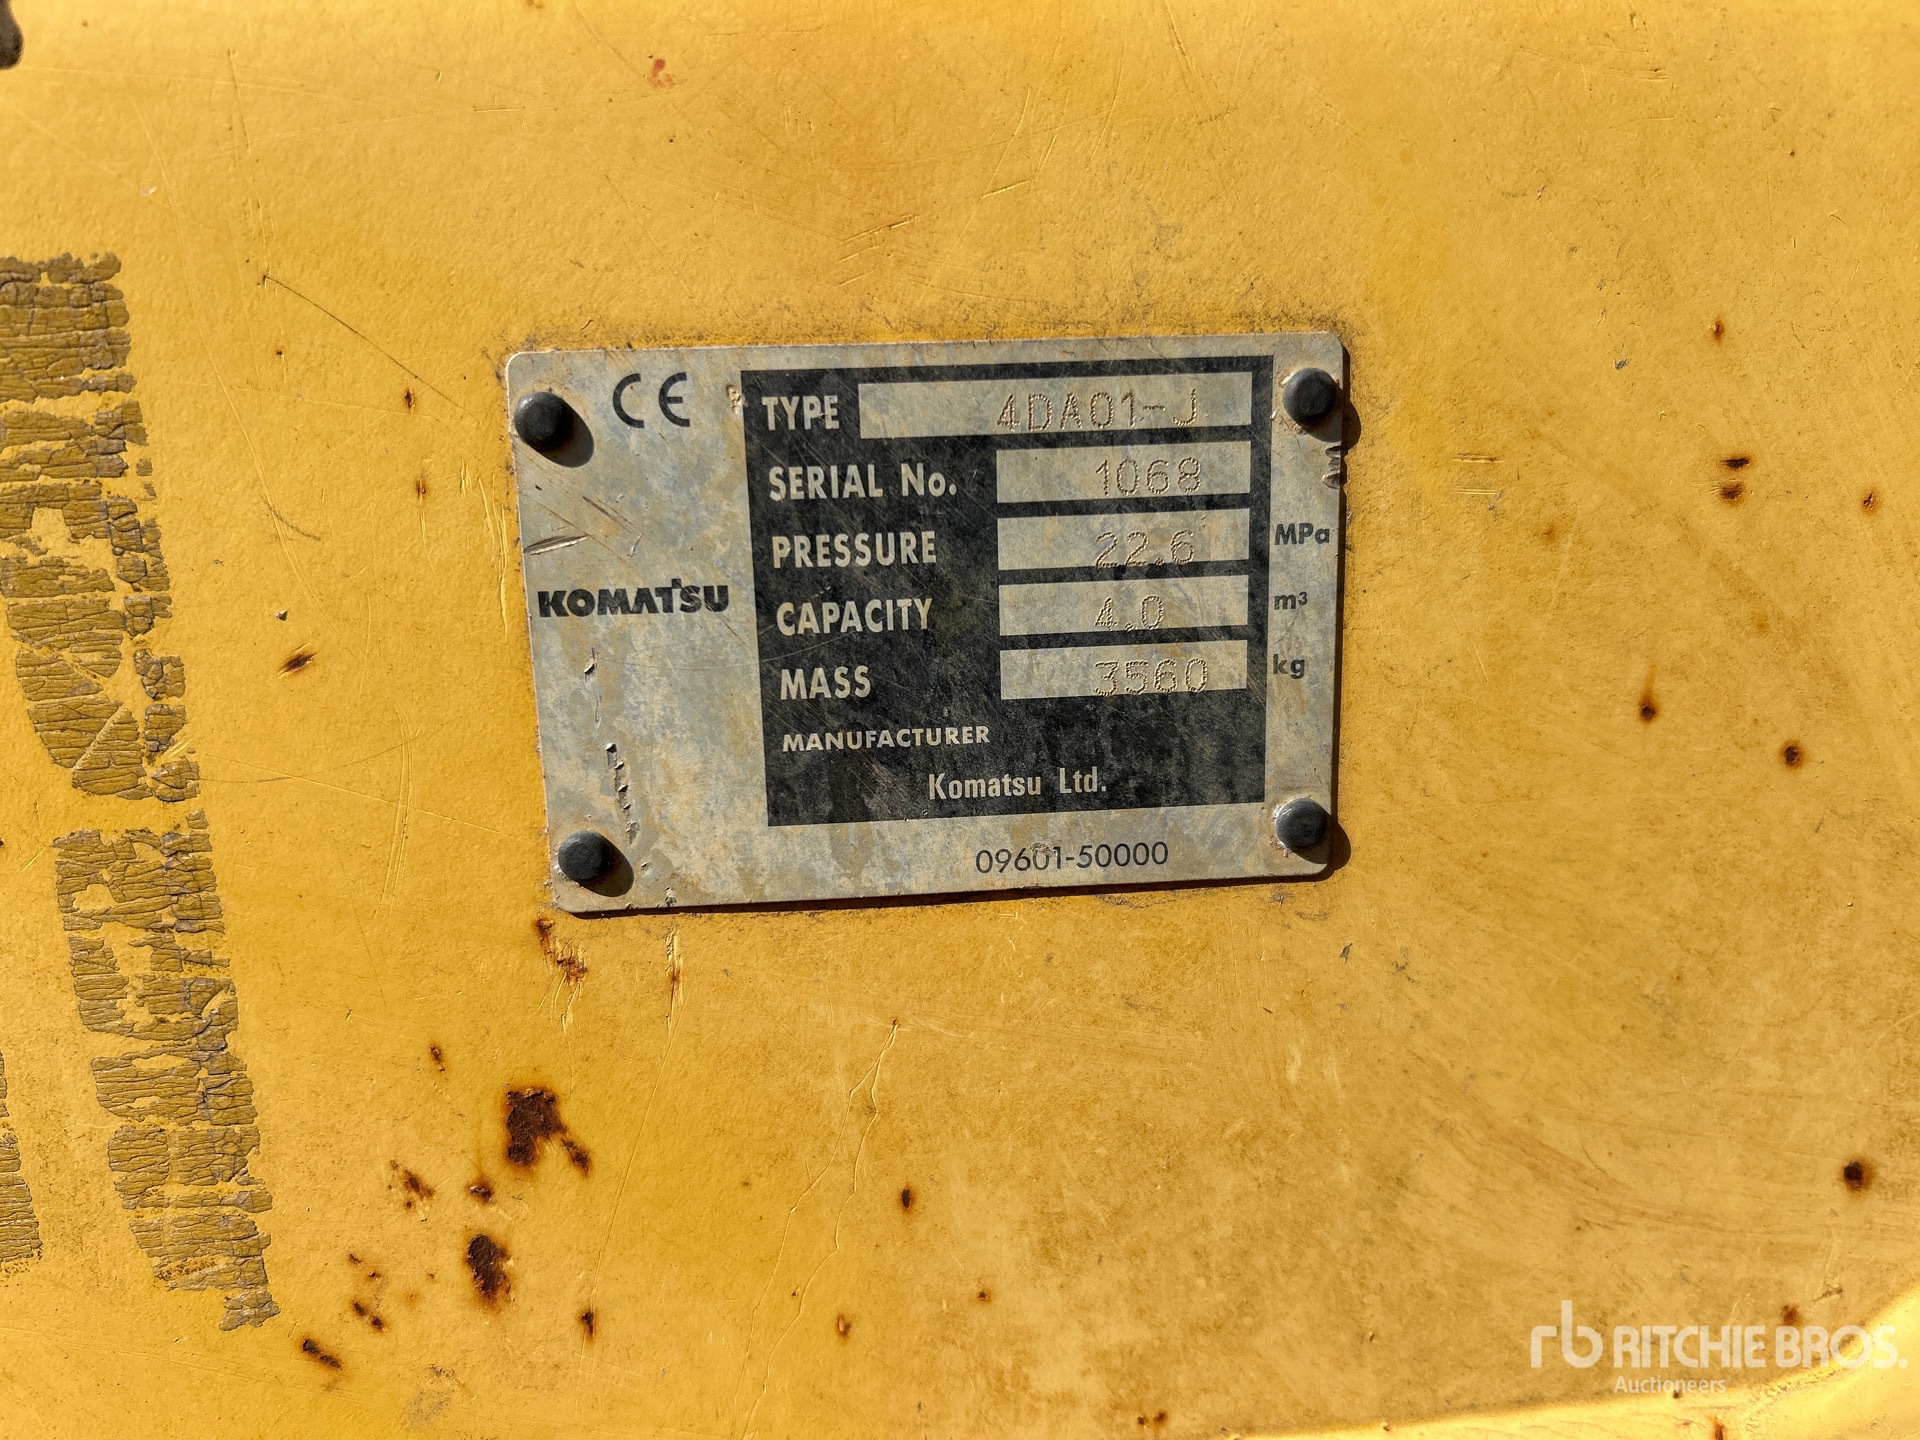 CE
TYPE 4DA01-J
SERIAL No. 1068
PRESSURE 22.6 MPa
KOMATSU
CAPACITY 4.0 m³
MASS 3560 kg
MANUFACTURER
Komatsu Ltd.
09601-50000
rb RITCHIE BROS.
Auctioneers